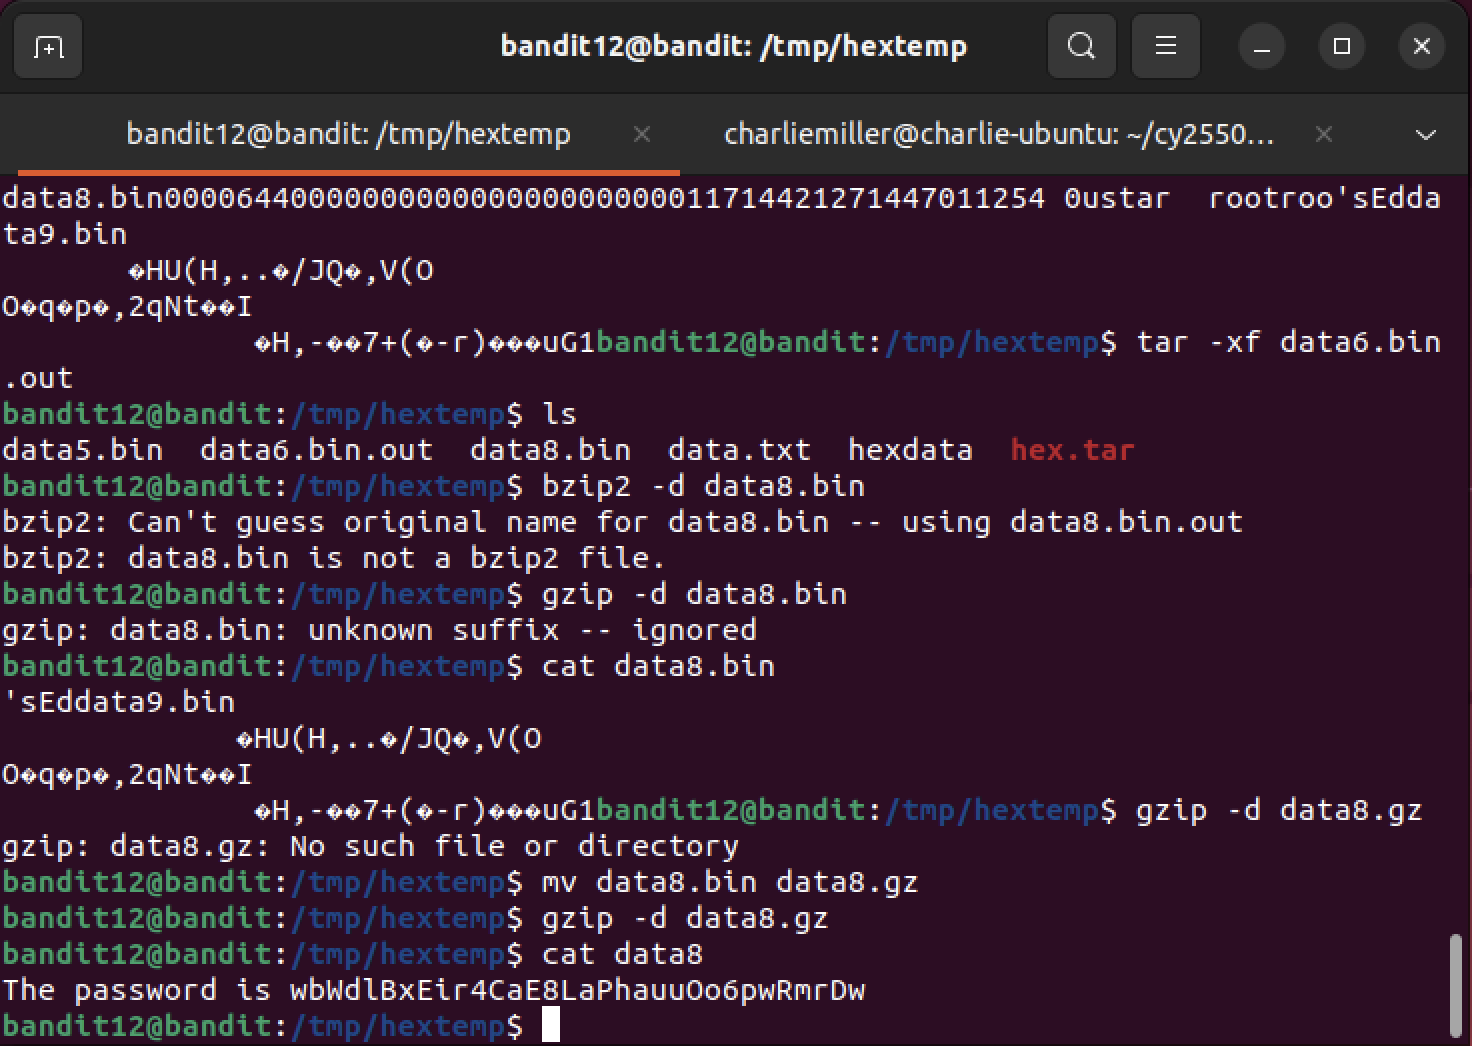 bandit12@bandit: /tmp/hextemp
bandit12@bandit: /tmp/hextemp
charliemiller@charlie-ubuntu: ~/cy2550...
data8.bin0000644000000000000000000000011714421271447011254 0ustar  rootroo'sEdda
ta9.bin
�HU(H,..�/JQ�,V(O
O�q�p�,2qNt��I
�H,-��7+(�-r)���uG1bandit12@bandit:/tmp/hextemp$ tar -xf data6.bin
.out
bandit12@bandit:/tmp/hextemp$ ls
data5.bin  data6.bin.out  data8.bin  data.txt  hexdata  hex.tar
bandit12@bandit:/tmp/hextemp$ bzip2 -d data8.bin
bzip2: Can't guess original name for data8.bin -- using data8.bin.out
bzip2: data8.bin is not a bzip2 file.
bandit12@bandit:/tmp/hextemp$ gzip -d data8.bin
gzip: data8.bin: unknown suffix -- ignored
bandit12@bandit:/tmp/hextemp$ cat data8.bin
'sEddata9.bin
�HU(H,..�/JQ�,V(O
O�q�p�,2qNt��I
�H,-��7+(�-r)���uG1bandit12@bandit:/tmp/hextemp$ gzip -d data8.gz
gzip: data8.gz: No such file or directory
bandit12@bandit:/tmp/hextemp$ mv data8.bin data8.gz
bandit12@bandit:/tmp/hextemp$ gzip -d data8.gz
bandit12@bandit:/tmp/hextemp$ cat data8
The password is wbWdlBxEir4CaE8LaPhauuOo6pwRmrDw
bandit12@bandit:/tmp/hextemp$